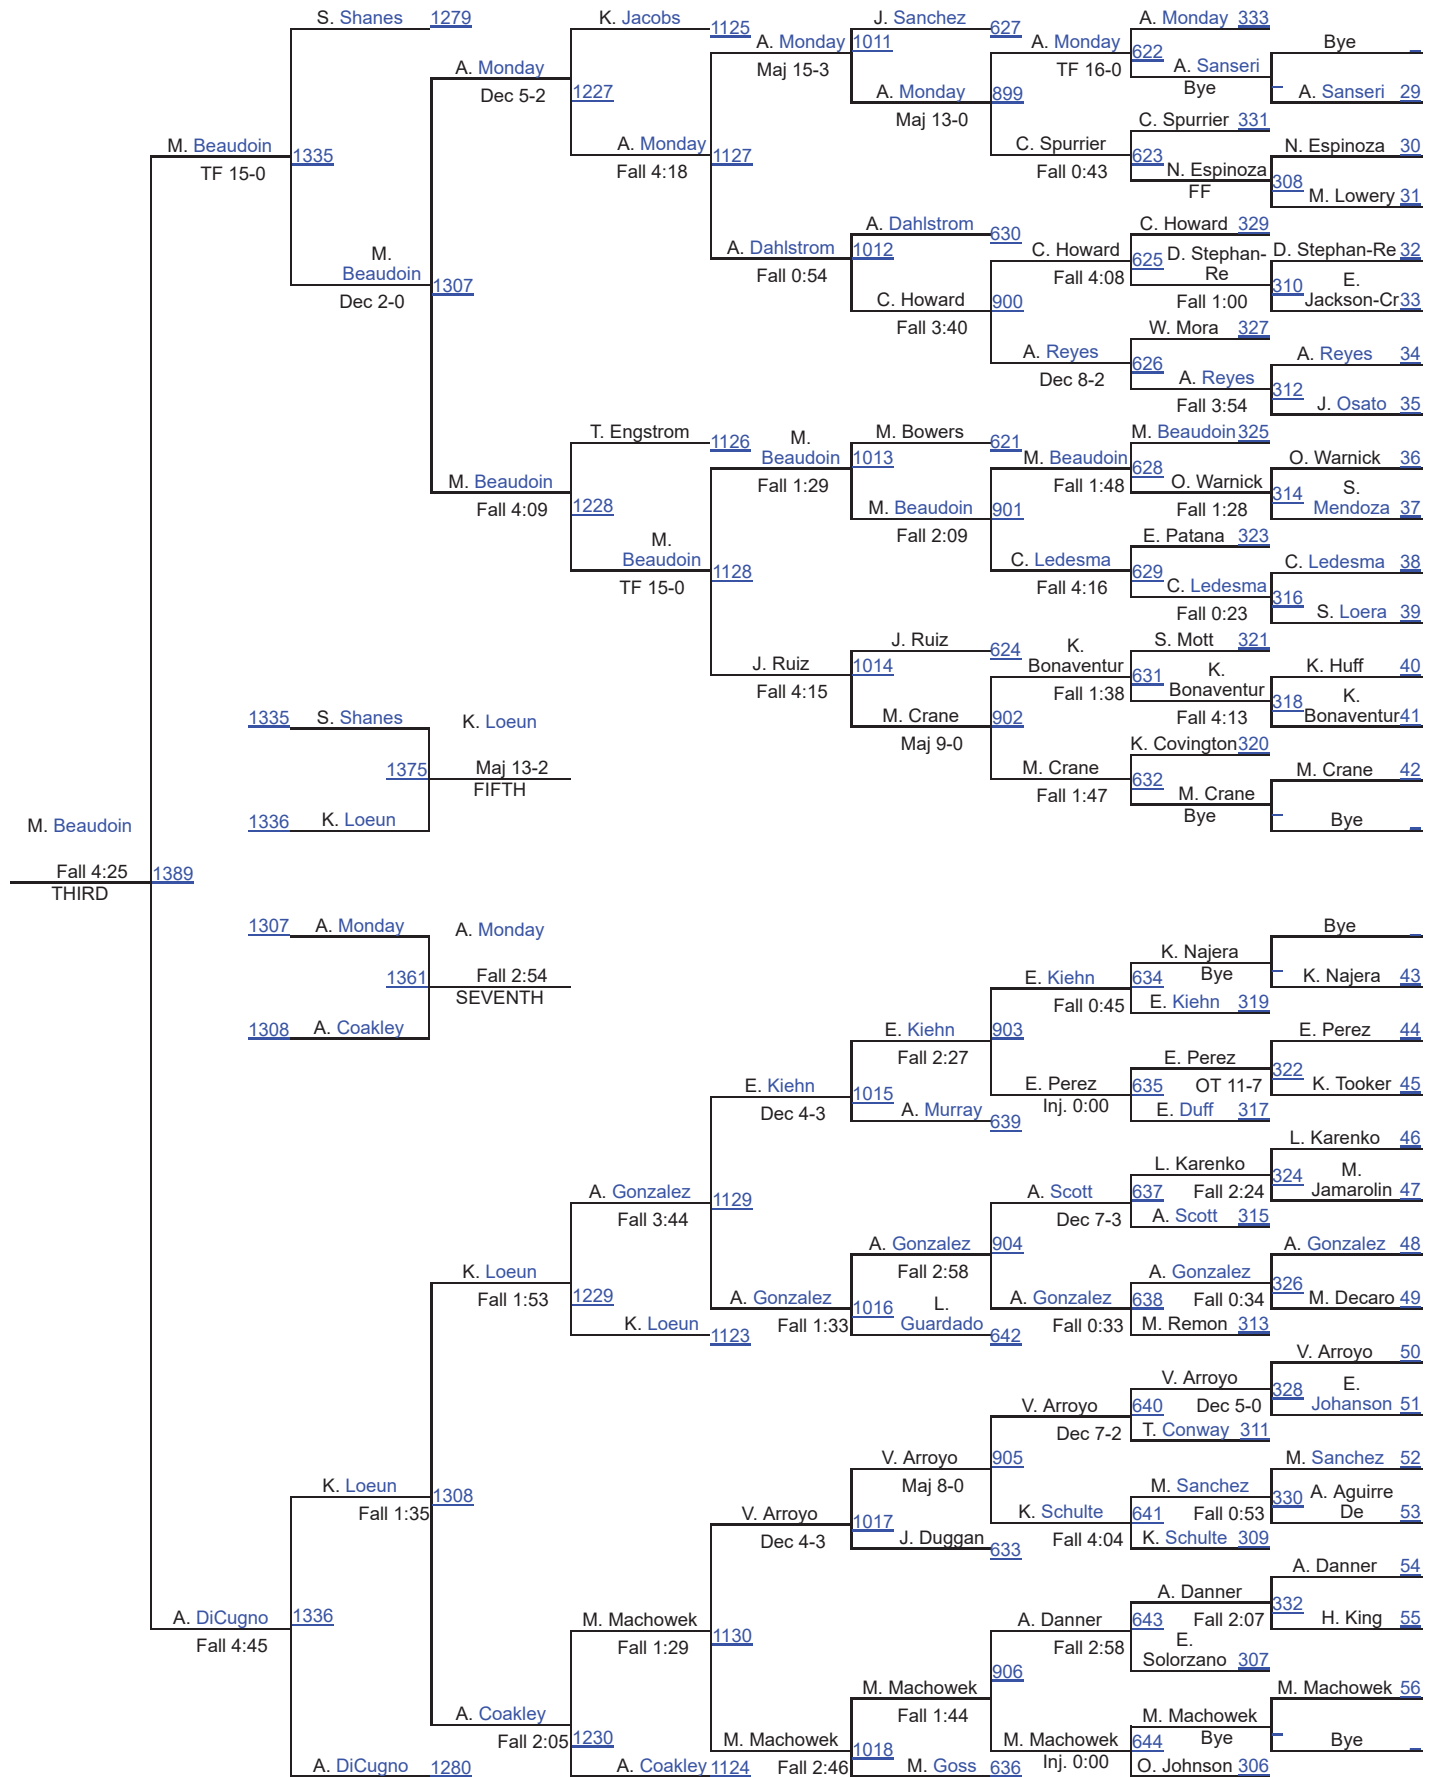 S. Shanes 1279
K. Jacobs
1125
J. Sanchez
627
A. Monday 333
A. Monday
1011
A. Monday
622
Bye
Maj 15-3
TF 16-0
A. Sanseri
Bye
A. Sanseri 29
A. Monday
Dec 5-2
1227
A. Monday
Maj 13-0
899
C. Spurrier 331
C. Spurrier
Fall 0:43
623
N. Espinoza
FF
N. Espinoza 30
308
M. Lowery 31
M. Beaudoin
TF 15-0
1335
A. Monday
Fall 4:18
1127
A. Dahlstrom
630
C. Howard 329
A. Dahlstrom
Fall 0:54
1012
C. Howard
Fall 4:08
625
D. Stephan-
Re
Fall 1:00
D. Stephan-Re 32
310
E.
Jackson-Cr 33
M.
Beaudoin
Dec 2-0
1307
C. Howard
Fall 3:40
900
W. Mora 327
A. Reyes
Dec 8-2
626
A. Reyes
Fall 3:54
A. Reyes 34
312
J. Osato 35
T. Engstrom
1126
M.
Beaudoin
Fall 1:29
M. Bowers
621
1013
M. Beaudoin 325
M. Beaudoin
Fall 1:48
628
O. Warnick
Fall 1:28
O. Warnick 36
314
S.
Mendoza 37
M. Beaudoin
Fall 4:09
1228
M. Beaudoin
Fall 2:09
901
E. Patana 323
M.
Beaudoin
TF 15-0
1128
C. Ledesma
Fall 4:16
629
C. Ledesma
Fall 0:23
C. Ledesma 38
316
S. Loera 39
J. Ruiz
624
J. Ruiz
Fall 4:15
1014
K.
Bonaventur
Fall 1:38
S. Mott 321
631
K.
Bonaventur
Fall 4:13
K. Huff 40
318
K.
Bonaventur 41
1335 S. Shanes
K. Loeun
M. Crane
Maj 9-0
902
K. Covington 320
1375
Maj 13-2
FIFTH
M. Crane
Fall 1:47
632
M. Crane
Bye
M. Crane 42
Bye
1336 K. Loeun
M. Beaudoin
Fall 4:25
THIRD
1389
1307 A. Monday
A. Monday
1361
Fall 2:54
SEVENTH
1308 A. Coakley
Bye
K. Najera
Bye
K. Najera 43
E. Kiehn
Fall 0:45
634
E. Kiehn 319
E. Kiehn
Fall 2:27
903
E. Perez 44
E. Perez
OT 11-7
322
K. Tooker 45
E. Kiehn
Dec 4-3
1015
A. Murray
639
E. Perez
Inj. 0:00
635
E. Duff 317
L. Karenko 46
L. Karenko
Fall 2:24
324
M.
Jamarolin 47
A. Gonzalez
Fall 3:44
1129
A. Scott
Dec 7-3
637
A. Scott 315
A. Gonzalez
Fall 2:58
904
A. Gonzalez 48
A. Gonzalez
Fall 0:34
326
M. Decaro 49
K. Loeun
Fall 1:53
1229
K. Loeun
1123
A. Gonzalez
Fall 1:33
1016
L.
Guardado
642
A. Gonzalez
Fall 0:33
638
M. Remon 313
V. Arroyo 50
V. Arroyo
Dec 5-0
328
E.
Johanson 51
V. Arroyo
Dec 7-2
640
T. Conway 311
V. Arroyo
Maj 8-0
905
M. Sanchez 52
M. Sanchez
Fall 0:53
330
A. Aguirre
De 53
K. Loeun
Fall 1:35
1308
V. Arroyo
Dec 4-3
1017
J. Duggan
633
K. Schulte
Fall 4:04
641
K. Schulte 309
A. Danner 54
A. Danner
Fall 2:07
332
H. King 55
A. DiCugno
Fall 4:45
1336
M. Machowek
Fall 1:29
1130
A. Danner
Fall 2:58
643
E.
Solorzano 307
M. Machowek
Fall 1:44
906
M. Machowek 56
A. Coakley
Fall 2:05
1230
M. Machowek
Fall 2:46
1018
M. Machowek
Inj. 0:00
644
M. Machowek
Bye
Bye
A. DiCugno 1280
A. Coakley 1124
M. Goss 636
O. Johnson 306